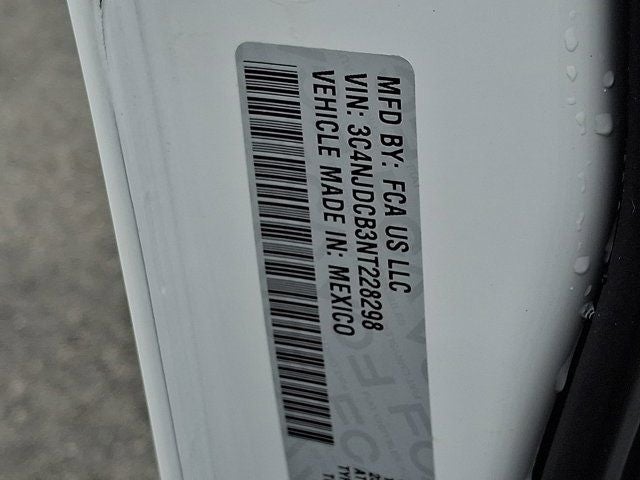 MFD BY: FCA US LLC
VIN: 3C4NJDCB3NT228298
VEHICLE MADE IN: MEXICO